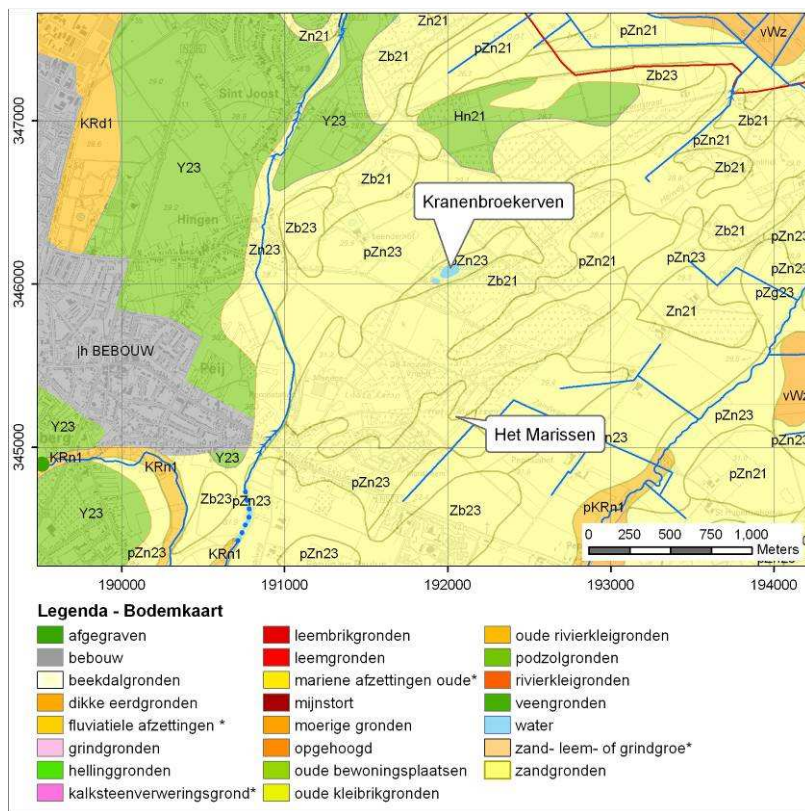 Zn21
Zb21
Zn21
pZn21
vWz
Zb23
KRd1
Sint Joost
Y23
Hn21
Zb21
pZn21
Y23
Zb21
Zb21
Kranenbroekerven
Hingen
Zb23
Zn23
pZn23
pZn23
Zb21
pZn21
pZn23
Zb21
pZn23
pZn23
pZg23
Zn21
|h BEBOUW
Peij
vWz
Y23
Het Marissen
pZn23
pZn23
KRn1
KRn1
Y23
Y23
Zb23
pZn23
pZn23
Zb23
pZn21
pKRn1
pZn23
KRn1
pZn23
347000
346000
345000
0 250 500 750 1,000
Meters
190000 191000 192000 193000 194000
Legenda - Bodemkaart
afgegraven
bebouw
beekdalgronden
dikke eerdgronden
fluviatiele afzettingen *
grindgronden
hellinggronden
kalksteenverweringsgrond*
leembrikgronden
leemgronden
mariene afzettingen oude*
mijnstort
moerige gronden
opgehoogd
oude bewoningsplaatsen
oude kleibrikgronden
oude rivierkleigronden
podzolgronden
rivierkleigronden
veengronden
water
zand- leem- of grindgroe*
zandgronden